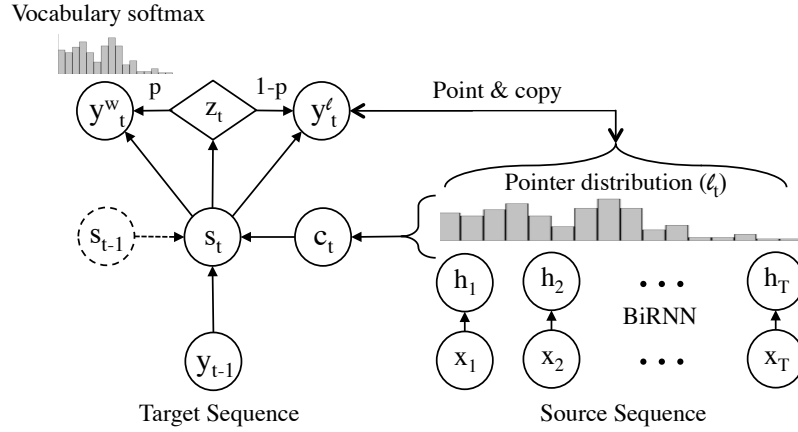 Vocabulary softmax
p
1-p
y^w_t
z_t
y^ℓ_t
Point & copy
Pointer distribution (ℓ_t)
s_{t-1}
s_t
c_t
h_1
h_2
• • •
h_T
BiRNN
y_{t-1}
x_1
x_2
• • •
x_T
Target Sequence
Source Sequence